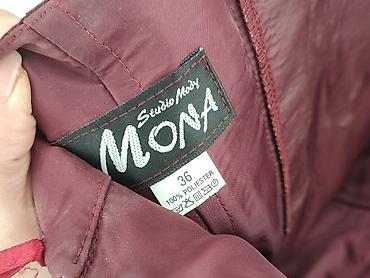 Studio Mody
MONA
36
100% POLIESTER